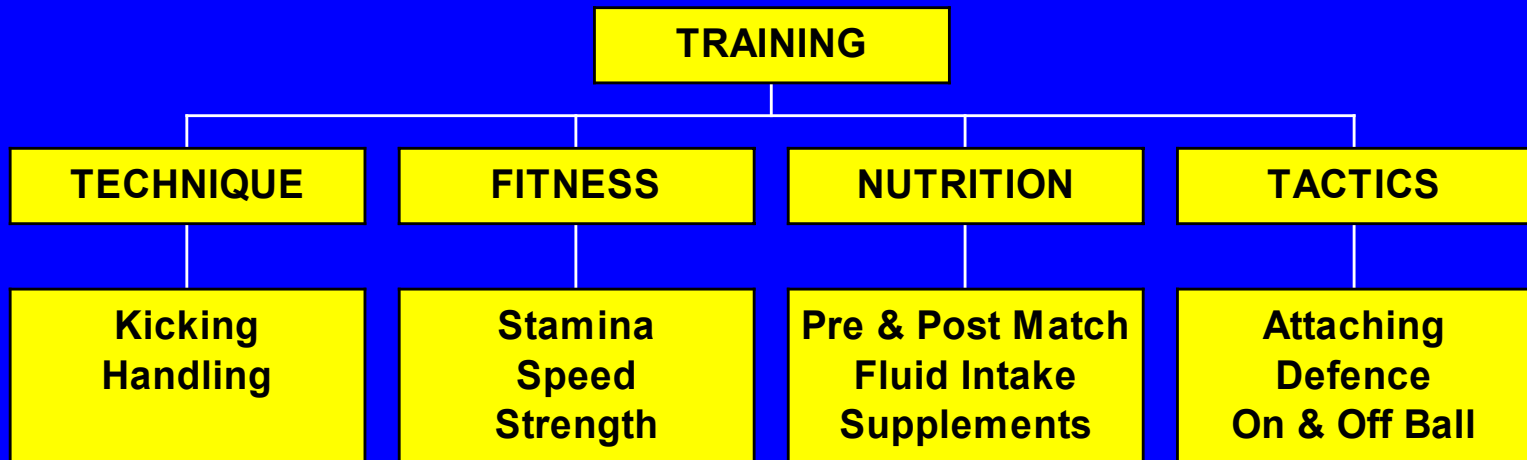 TRAINING
TECHNIQUE
FITNESS
NUTRITION
TACTICS
Kicking
Handling
Stamina
Speed
Strength
Pre & Post Match
Fluid Intake
Supplements
Attaching
Defence
On & Off Ball